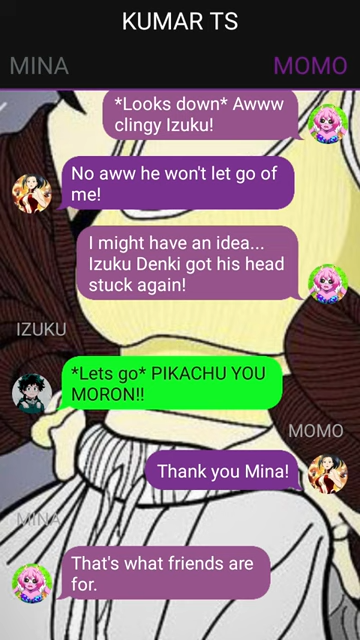 KUMAR TS
MINA
MOMO
*Looks down* Awww
clingy Izuku!
No aww he won't let go of
me!
I might have an idea...
Izuku Denki got his head
stuck again!
IZUKU
*Lets go* PIKACHU YOU
MORON!!
MOMO
Thank you Mina!
MINA
That's what friends are
for.